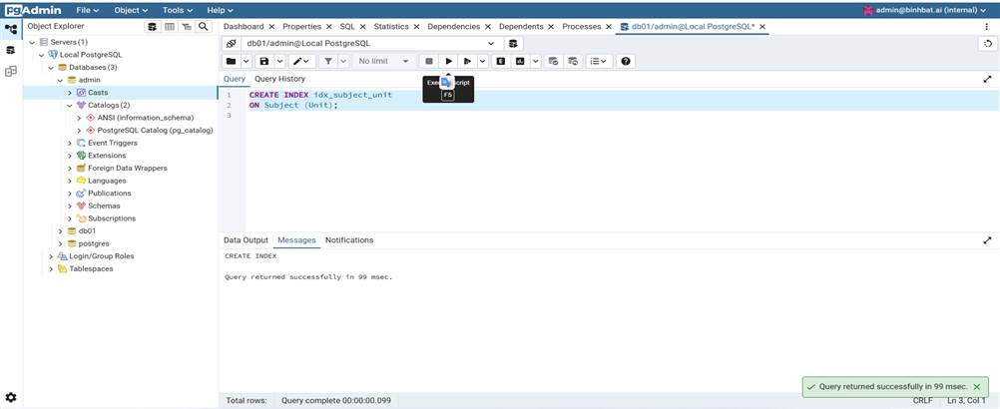 pgAdmin File Object Tools Help admin@binhbat.ai (internal)
Object Explorer
Dashboard Properties SQL Statistics Dependencies Dependents Processes db01/admin@Local PostgreSQL*
Servers (1)
Local PostgreSQL
Databases (3)
admin
Casts
Catalogs (2)
ANSI (information_schema)
PostgreSQL Catalog (pg_catalog)
Event Triggers
Extensions
Foreign Data Wrappers
Languages
Publications
Schemas
Subscriptions
db01
postgres
Login/Group Roles
Tablespaces
db01/admin@Local PostgreSQL
No limit
E
Query Query History
F5
1 CREATE INDEX idx_subject_unit
2 ON Subject (Unit);
3
Data Output Messages Notifications
CREATE INDEX
Query returned successfully in 99 msec.
Query returned successfully in 99 msec.
Total rows: Query complete 00:00:00.099 CRLF Ln 3, Col 1